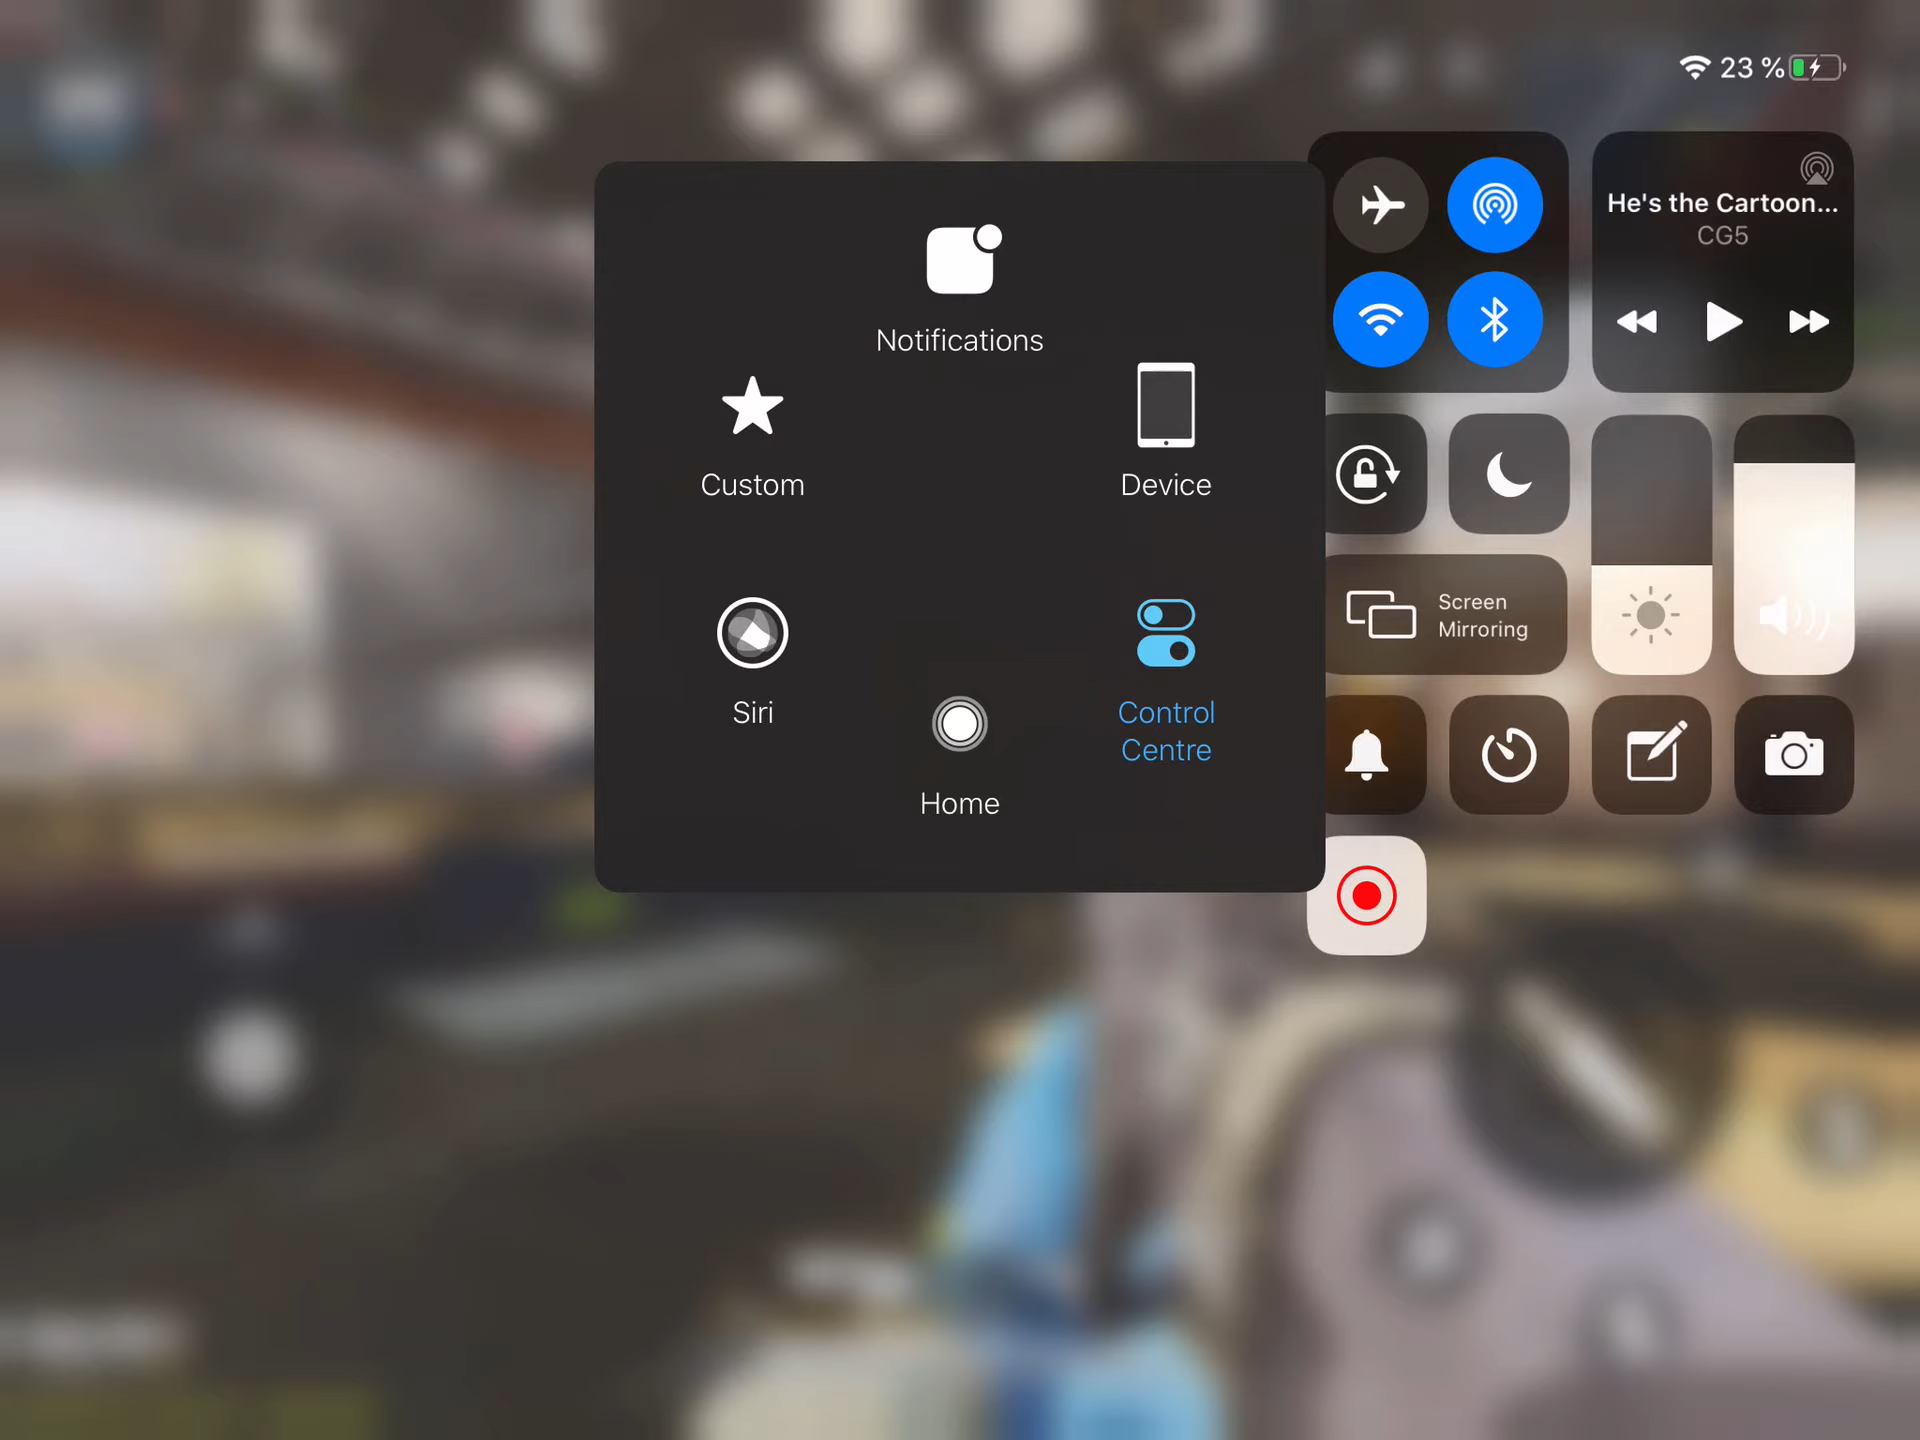 23 %
He's the Cartoon...
CG5
Notifications
Custom
Device
Screen
Mirroring
Siri
Control
Centre
Home